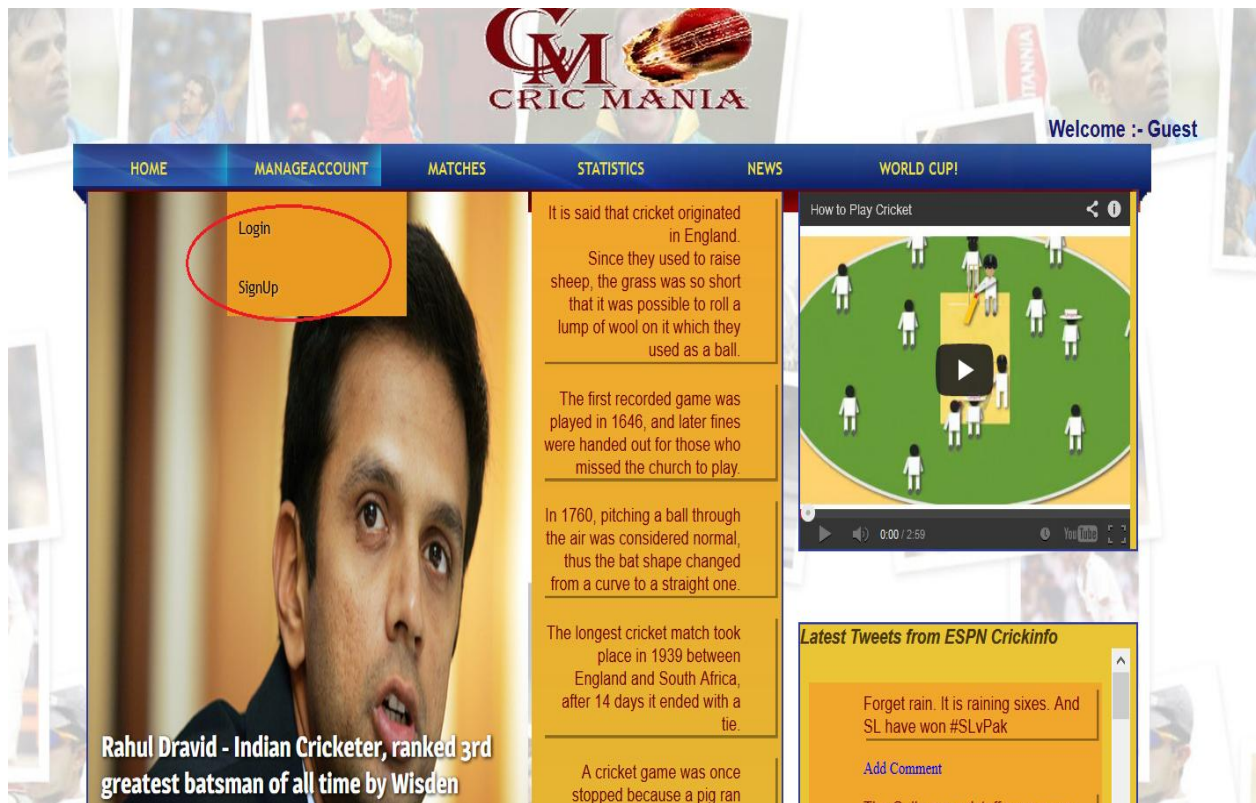 CM
CRIC MANIA
BRITANNIA
Welcome :- Guest
HOME
MANAGEACCOUNT
MATCHES
STATISTICS
NEWS
WORLD CUP!
Login
SignUp
Rahul Dravid - Indian Cricketer, ranked 3rd
greatest batsman of all time by Wisden
It is said that cricket originated
in England.
Since they used to raise
sheep, the grass was so short
that it was possible to roll a
lump of wool on it which they
used as a ball.
The first recorded game was
played in 1646, and later fines
were handed out for those who
missed the church to play.
In 1760, pitching a ball through
the air was considered normal,
thus the bat shape changed
from a curve to a straight one.
The longest cricket match took
place in 1939 between
England and South Africa,
after 14 days it ended with a
tie.
A cricket game was once
stopped because a pig ran
How to Play Cricket
0:00 / 2:59
YouTube
Latest Tweets from ESPN Crickinfo
Forget rain. It is raining sixes. And
SL have won #SLvPak
Add Comment